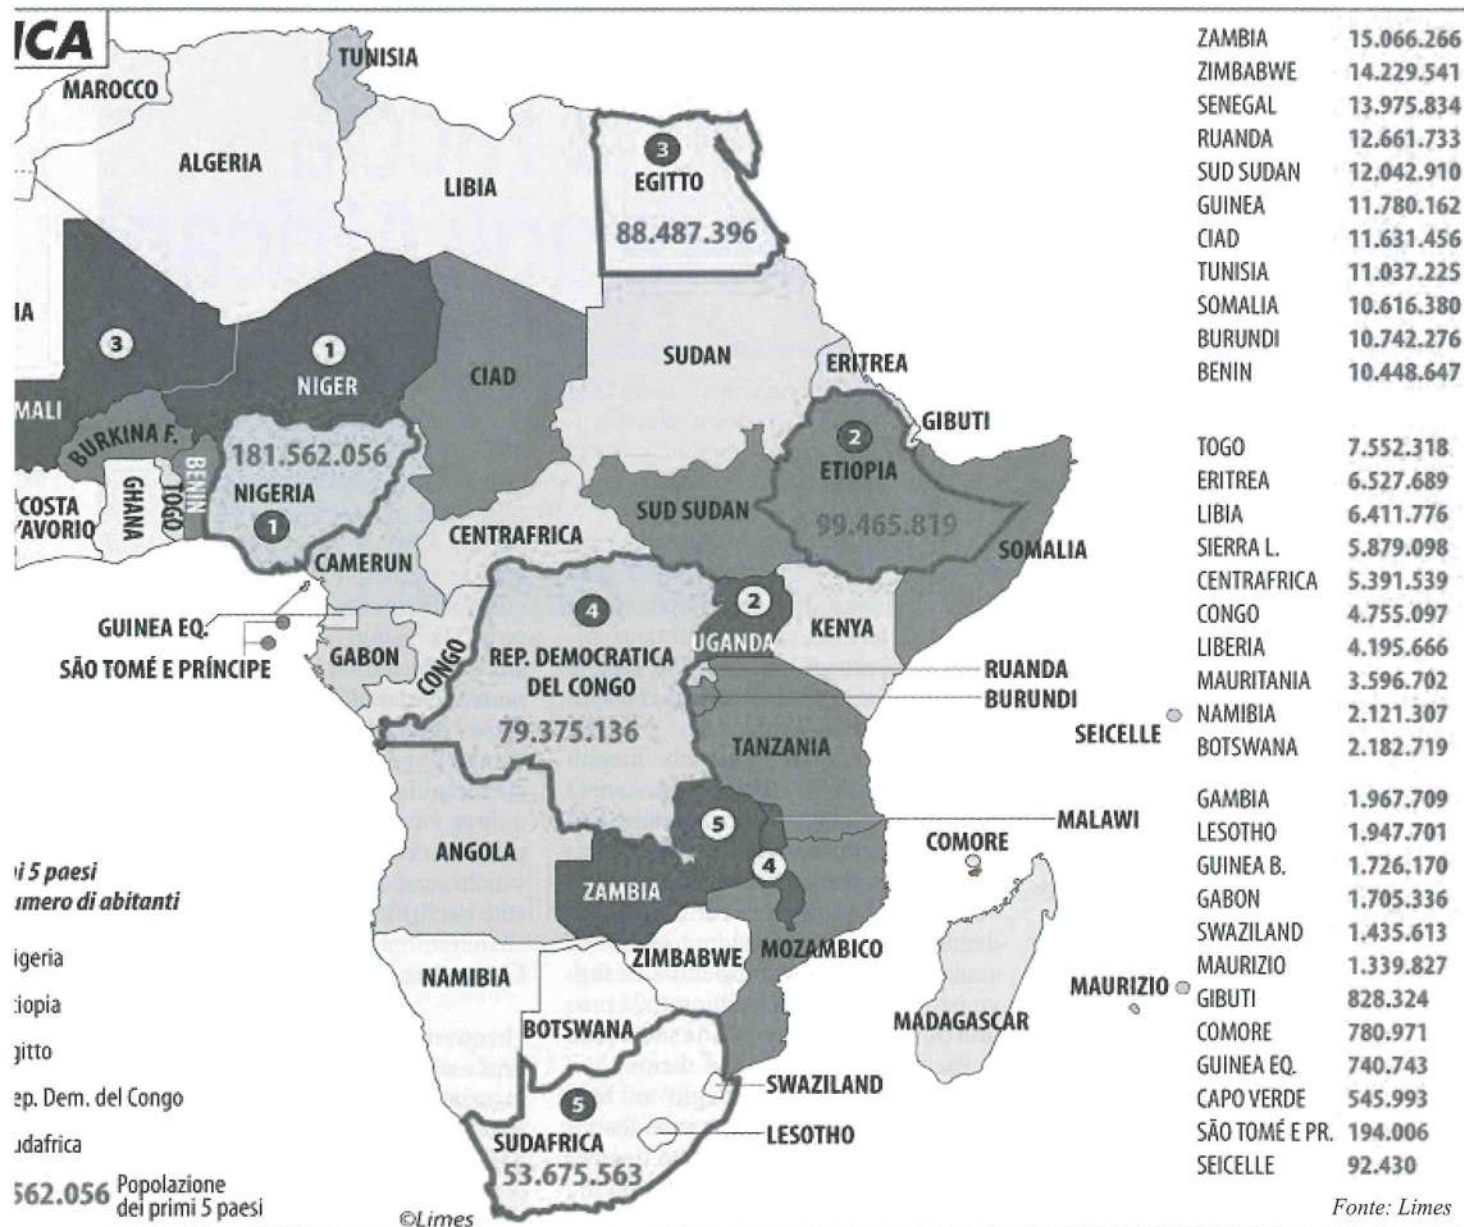 ICA
MAROCCO
TUNISIA
ALGERIA
LIBIA
3
EGITTO
88.487.396
IA
3
MALI
1
NIGER
CIAD
SUDAN
ERITREA
GIBUTI
BURKINA F.
BENIN
181.562.056
NIGERIA
1
2
ETIOPIA
99.465.819
COSTA
'AVORIO
GHANA
TOGO
SUD SUDAN
SOMALIA
CENTRAFRICA
CAMERUN
GUINEA EQ.
SÃO TOMÉ E PRÍNCIPE
GABON
CONGO
4
REP. DEMOCRATICA
DEL CONGO
79.375.136
2
UGANDA
KENYA
RUANDA
BURUNDI
TANZANIA
SEICELLE
ANGOLA
5
4
MALAWI
COMORE
ZAMBIA
MOZAMBICO
ZIMBABWE
NAMIBIA
BOTSWANA
MADAGASCAR
MAURIZIO
SWAZILAND
LESOTHO
5
SUDAFRICA
53.675.563
ni 5 paesi
umero di abitanti
igeria
tiopia
gitto
ep. Dem. del Congo
udafrica
562.056 Popolazione
dei primi 5 paesi
©Limes
ZAMBIA 15.066.266
ZIMBABWE 14.229.541
SENEGAL 13.975.834
RUANDA 12.661.733
SUD SUDAN 12.042.910
GUINEA 11.780.162
CIAD 11.631.456
TUNISIA 11.037.225
SOMALIA 10.616.380
BURUNDI 10.742.276
BENIN 10.448.647
TOGO 7.552.318
ERITREA 6.527.689
LIBIA 6.411.776
SIERRA L. 5.879.098
CENTRAFRICA 5.391.539
CONGO 4.755.097
LIBERIA 4.195.666
MAURITANIA 3.596.702
NAMIBIA 2.121.307
BOTSWANA 2.182.719
GAMBIA 1.967.709
LESOTHO 1.947.701
GUINEA B. 1.726.170
GABON 1.705.336
SWAZILAND 1.435.613
MAURIZIO 1.339.827
GIBUTI 828.324
COMORE 780.971
GUINEA EQ. 740.743
CAPO VERDE 545.993
SÃO TOMÉ E PR. 194.006
SEICELLE 92.430
Fonte: Limes